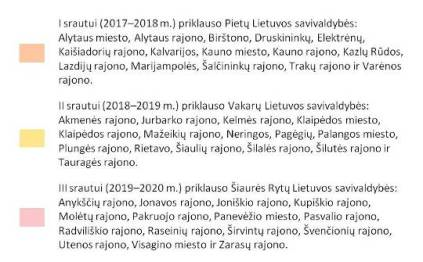 I srautui (2017–2018 m.) priklauso Pietų Lietuvos savivaldybės:
Alytaus miesto, Alytaus rajono, Birštono, Druskininkų, Elektrėnų,
Kaišiadorių rajono, Kalvarijos, Kauno miesto, Kauno rajono, Kazlų Rūdos,
Lazdijų rajono, Marijampolės, Šalčininkų rajono, Trakų rajono ir Varėnos
rajono.
II srautui (2018–2019 m.) priklauso Vakarų Lietuvos savivaldybės:
Akmenės rajono, Jurbarko rajono, Kelmės rajono, Klaipėdos miesto,
Klaipėdos rajono, Mažeikių rajono, Neringos, Pagėgių, Palangos miesto,
Plungės rajono, Rietavo, Šiaulių rajono, Šilalės rajono, Šilutės rajono ir
Tauragės rajono.
III srautui (2019–2020 m.) priklauso Šiaurės Rytų Lietuvos savivaldybės:
Anykščių rajono, Jonavos rajono, Joniškio rajono, Kupiškio rajono,
Molėtų rajono, Pakruojo rajono, Panevėžio miesto, Pasvalio rajono,
Radviliškio rajono, Raseinių rajono, Širvintų rajono, Švenčionių rajono,
Utenos rajono, Visagino miesto ir Zarasų rajono.